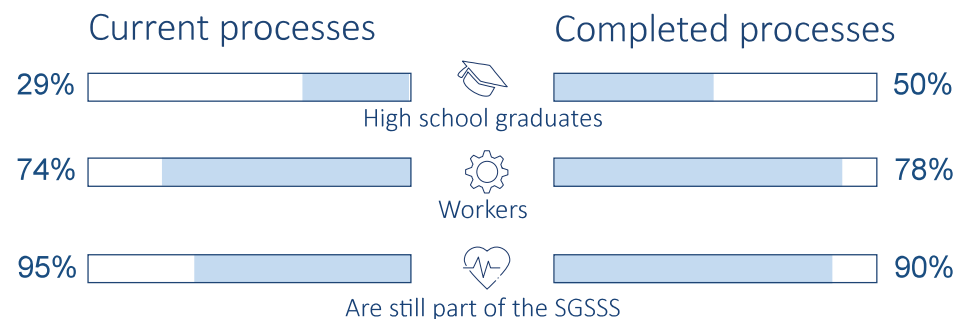 Current processes
Completed processes
29%
50%
High school graduates
74%
78%
Workers
95%
90%
Are still part of the SGSSS